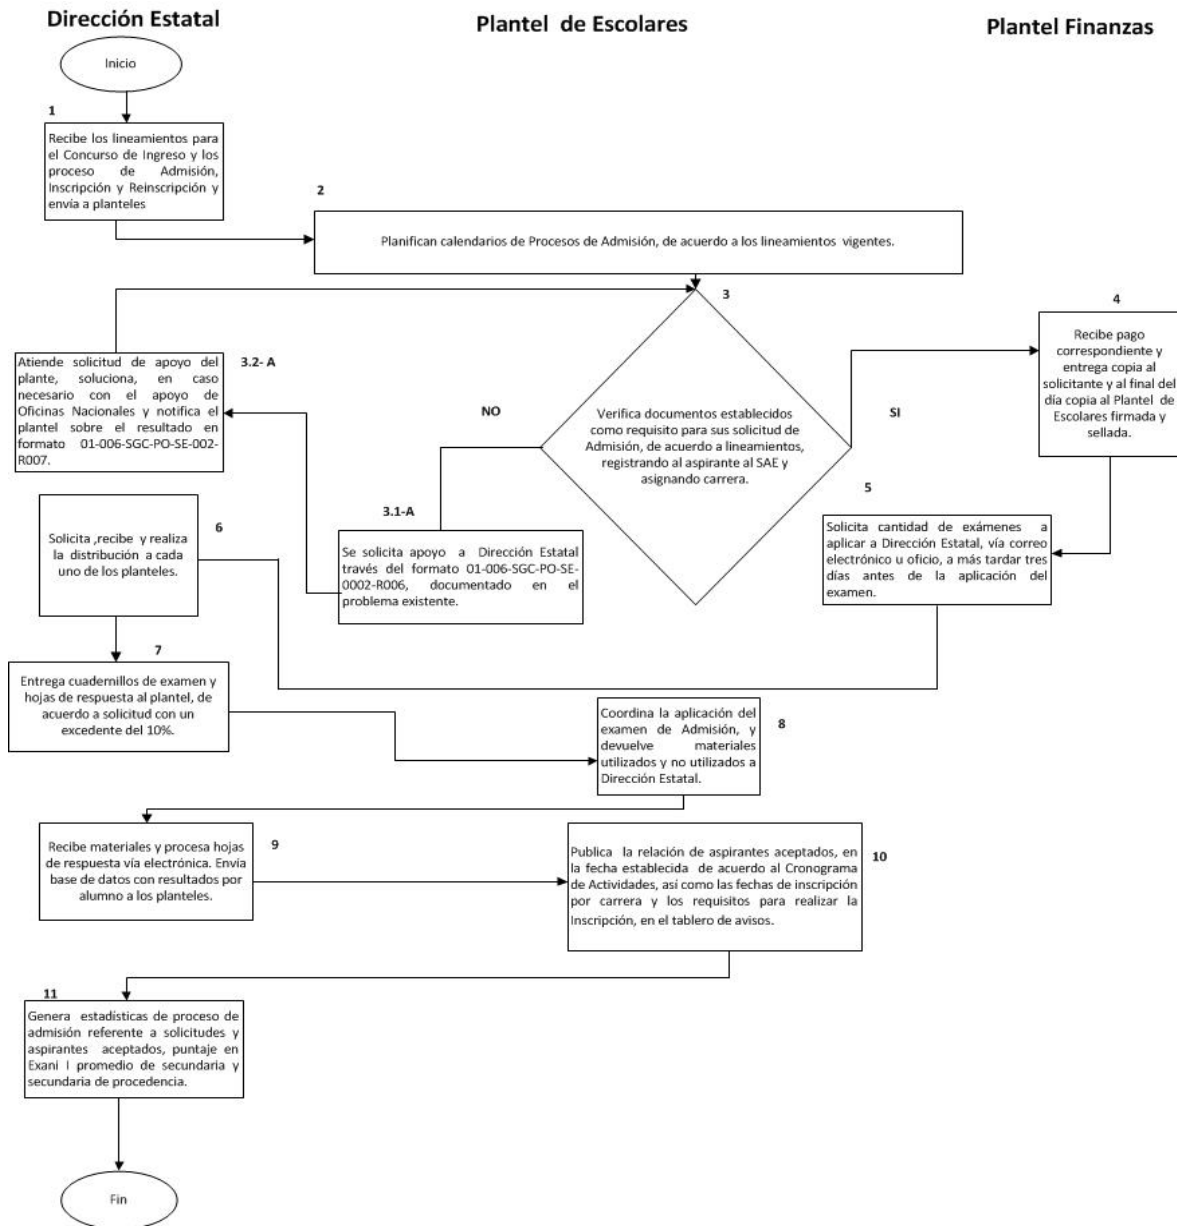 Dirección Estatal
Plantel de Escolares
Plantel Finanzas
Inicio
1
Recibe los lineamientos para
el Concurso de Ingreso y los
proceso de Admisión,
Inscripción y Reinscripción y
envía a planteles
2
Planifican calendarios de Procesos de Admisión, de acuerdo a los lineamientos vigentes.
3
Verifica documentos establecidos
como requisito para sus solicitud de
Admisión, de acuerdo a lineamientos,
registrando al aspirante al SAE y
asignando carrera.
NO
SI
4
Recibe pago
correspondiente y
entrega copia al
solicitante y al final del
día copia al Plantel de
Escolares firmada y
sellada.
3.2- A
Atiende solicitud de apoyo del
plante, soluciona, en caso
necesario con el apoyo de
Oficinas Nacionales y notifica el
plantel sobre el resultado en
formato 01-006-SGC-PO-SE-002-
R007.
3.1-A
Se solicita apoyo a Dirección Estatal
través del formato 01-006-SGC-PO-SE-
0002-R006, documentado en el
problema existente.
5
Solicita cantidad de exámenes a
aplicar a Dirección Estatal, vía correo
electrónico u oficio, a más tardar tres
días antes de la aplicación del
examen.
6
Solicita ,recibe y realiza
la distribución a cada
uno de los planteles.
7
Entrega cuadernillos de examen y
hojas de respuesta al plantel, de
acuerdo a solicitud con un
excedente del 10%.
8
Coordina la aplicación del
examen de Admisión, y
devuelve materiales
utilizados y no utilizados a
Dirección Estatal.
9
Recibe materiales y procesa hojas
de respuesta vía electrónica. Envía
base de datos con resultados por
alumno a los planteles.
10
Publica la relación de aspirantes aceptados, en
la fecha establecida de acuerdo al Cronograma
de Actividades, así como las fechas de inscripción
por carrera y los requisitos para realizar la
Inscripción, en el tablero de avisos.
11
Genera estadísticas de proceso de
admisión referente a solicitudes y
aspirantes aceptados, puntaje en
Exani I promedio de secundaria y
secundaria de procedencia.
Fin